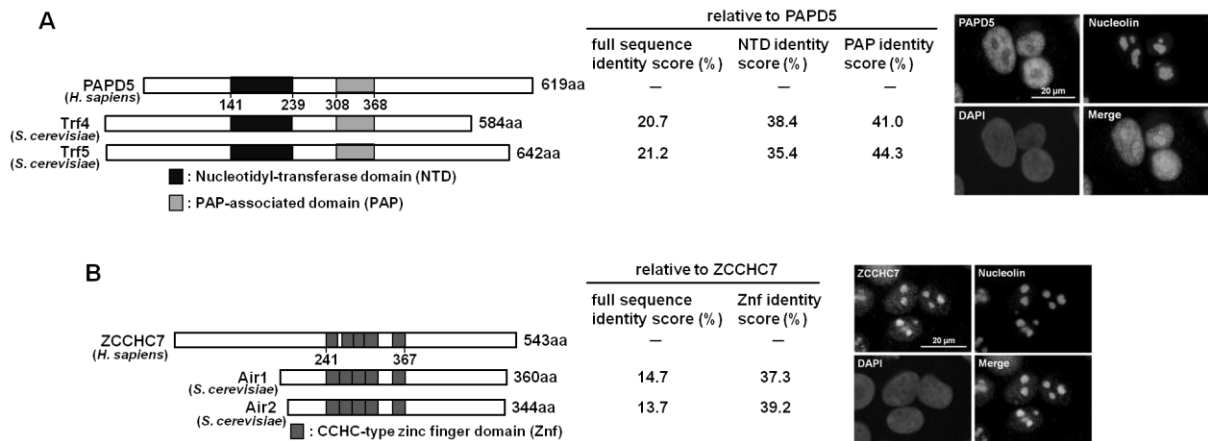 A
relative to PAPD5
full sequence identity score (%)
NTD identity score (%)
PAP identity score (%)
PAPD5
(H. sapiens)
141
239
308
368
619aa
—
—
—
Trf4
(S. cerevisiae)
584aa
20.7
38.4
41.0
Trf5
(S. cerevisiae)
642aa
21.2
35.4
44.3
: Nucleotidyl-transferase domain (NTD)
: PAP-associated domain (PAP)
PAPD5
Nucleolin
20 µm
DAPI
Merge
B
relative to ZCCHC7
full sequence identity score (%)
Znf identity score (%)
ZCCHC7
(H. sapiens)
241
367
543aa
—
—
Air1
(S. cerevisiae)
360aa
14.7
37.3
Air2
(S. cerevisiae)
344aa
13.7
39.2
: CCHC-type zinc finger domain (Znf)
ZCCHC7
Nucleolin
20 µm
DAPI
Merge